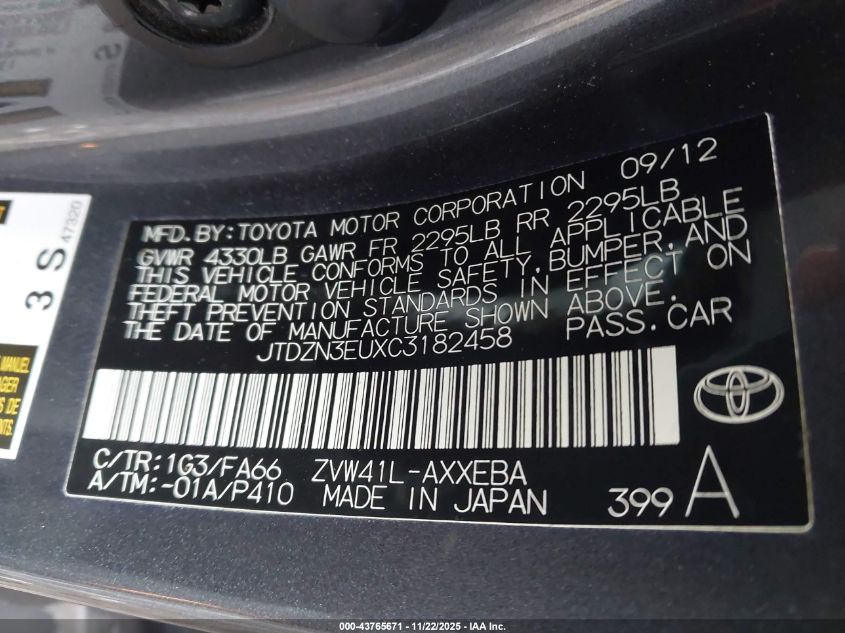 MFD. BY: TOYOTA MOTOR CORPORATION 09/12
GVWR 4330LB GAWR FR 2295LB RR 2295LB
THIS VEHICLE CONFORMS TO ALL APPLICABLE
FEDERAL MOTOR VEHICLE SAFETY, BUMPER, AND
THEFT PREVENTION STANDARDS IN EFFECT ON
THE DATE OF MANUFACTURE SHOWN ABOVE.
JTDZN3EUXC3182458 PASS. CAR
C/TR: 1G3/FA66 ZVW41L-AXXEBA
A/TM: -01A/P410 MADE IN JAPAN 399 A
3 S 47320
000-43765671 - 11/22/2025 - IAA Inc.